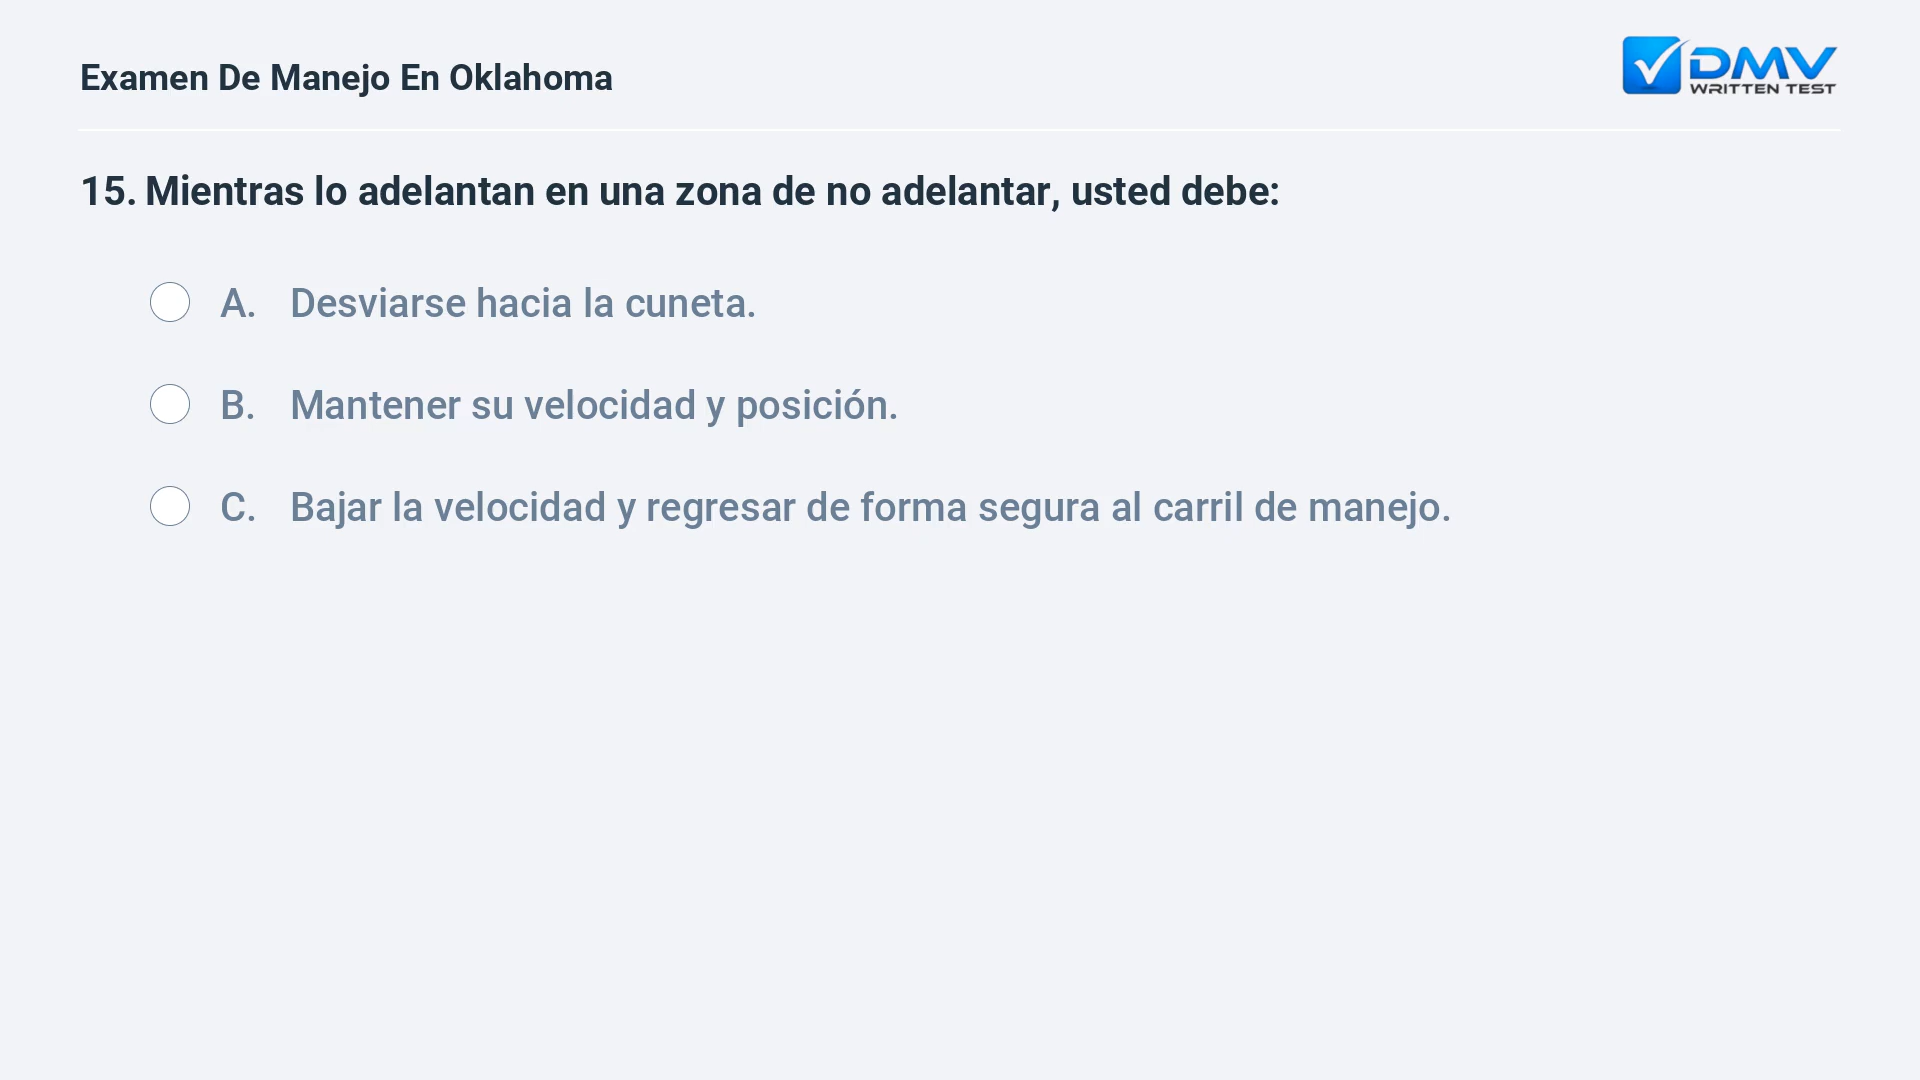 Examen De Manejo En Oklahoma
DMV
WRITTEN TEST
15. Mientras lo adelantan en una zona de no adelantar, usted debe:
A. Desviarse hacia la cuneta.
B. Mantener su velocidad y posición.
C. Bajar la velocidad y regresar de forma segura al carril de manejo.